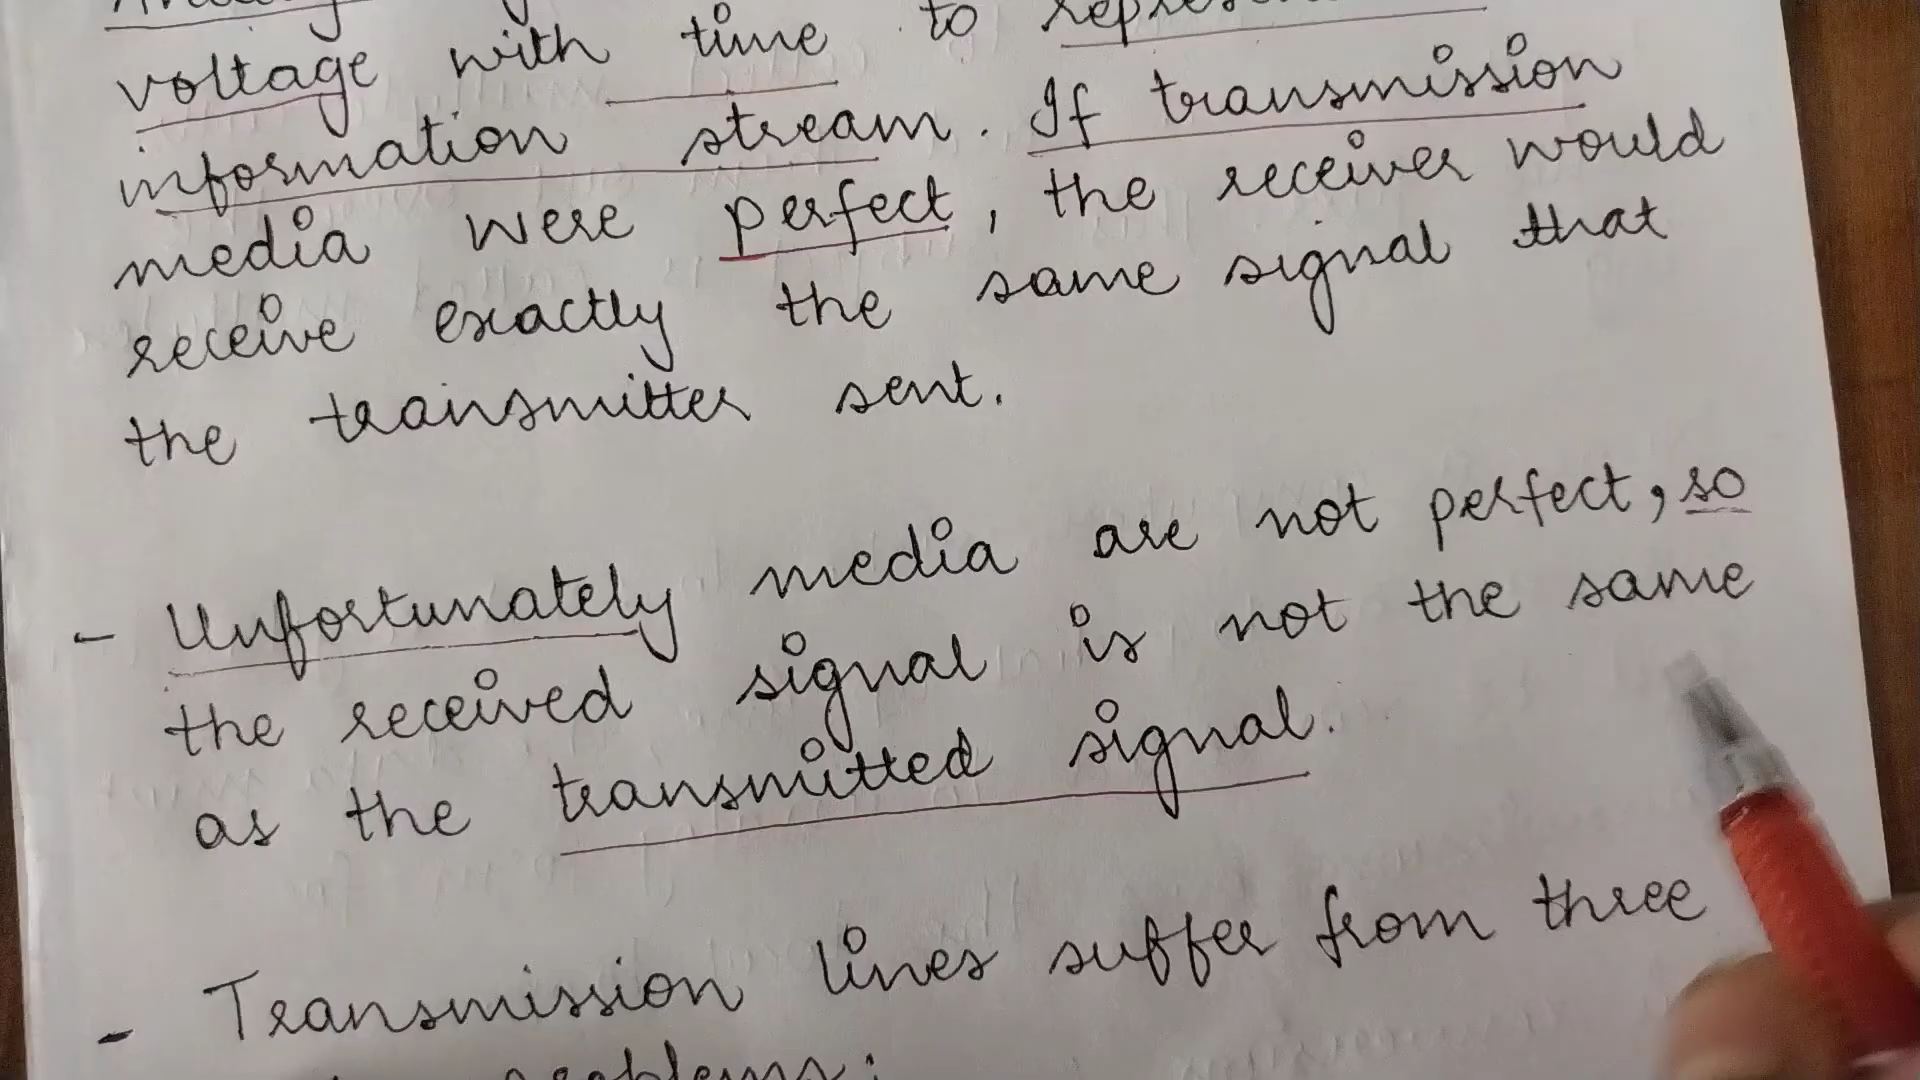 voltage with time to
information stream. If transmission
media were perfect, the receiver would
receive exactly the same signal that
the transmitter sent.
- Unfortunately media are not perfect, so
the received signal is not the same
as the transmitted signal.
- Transmission lines suffer from three
problems: